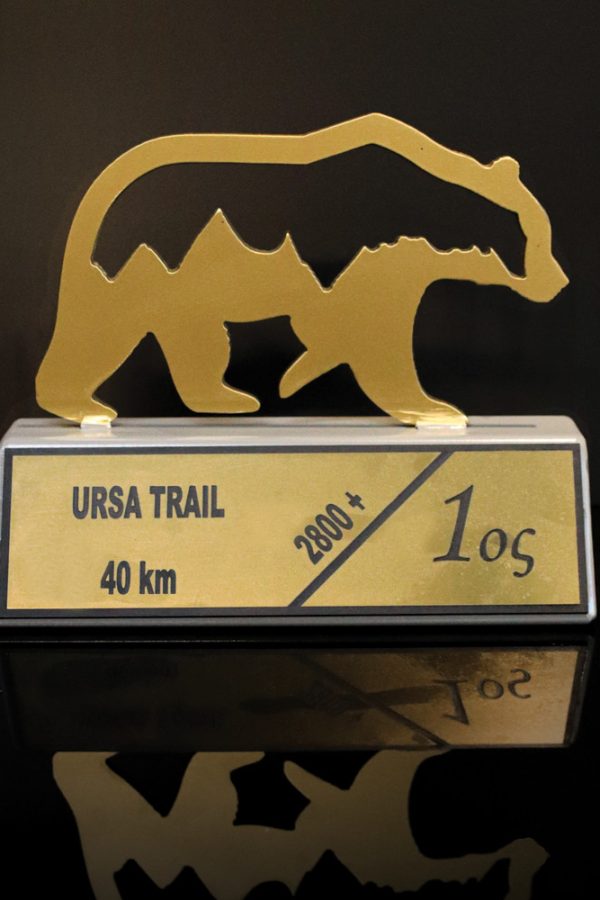 URSA TRAIL
40 km
2800 +
1ος